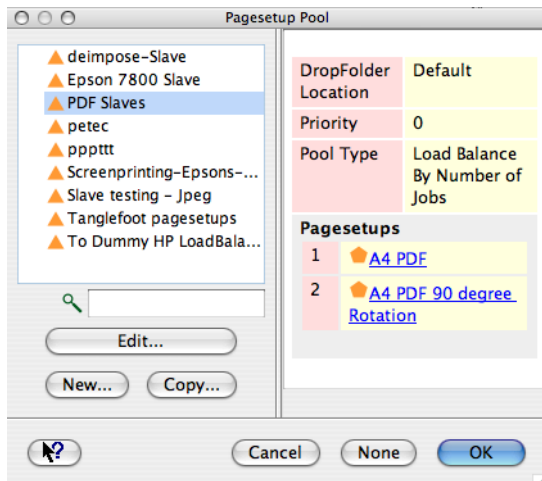 Pagesetup Pool
deimpose-Slave
Epson 7800 Slave
PDF Slaves
petec
pppttt
Screenprinting-Epsons-...
Slave testing - Jpeg
Tanglefoot pagesetups
To Dummy HP LoadBala...
Edit...
New... Copy...
DropFolder Default
Location
Priority 0
Pool Type Load Balance
By Number of
Jobs
Pagesetups
1 A4 PDF
2 A4 PDF 90 degree
Rotation
? Cancel None OK